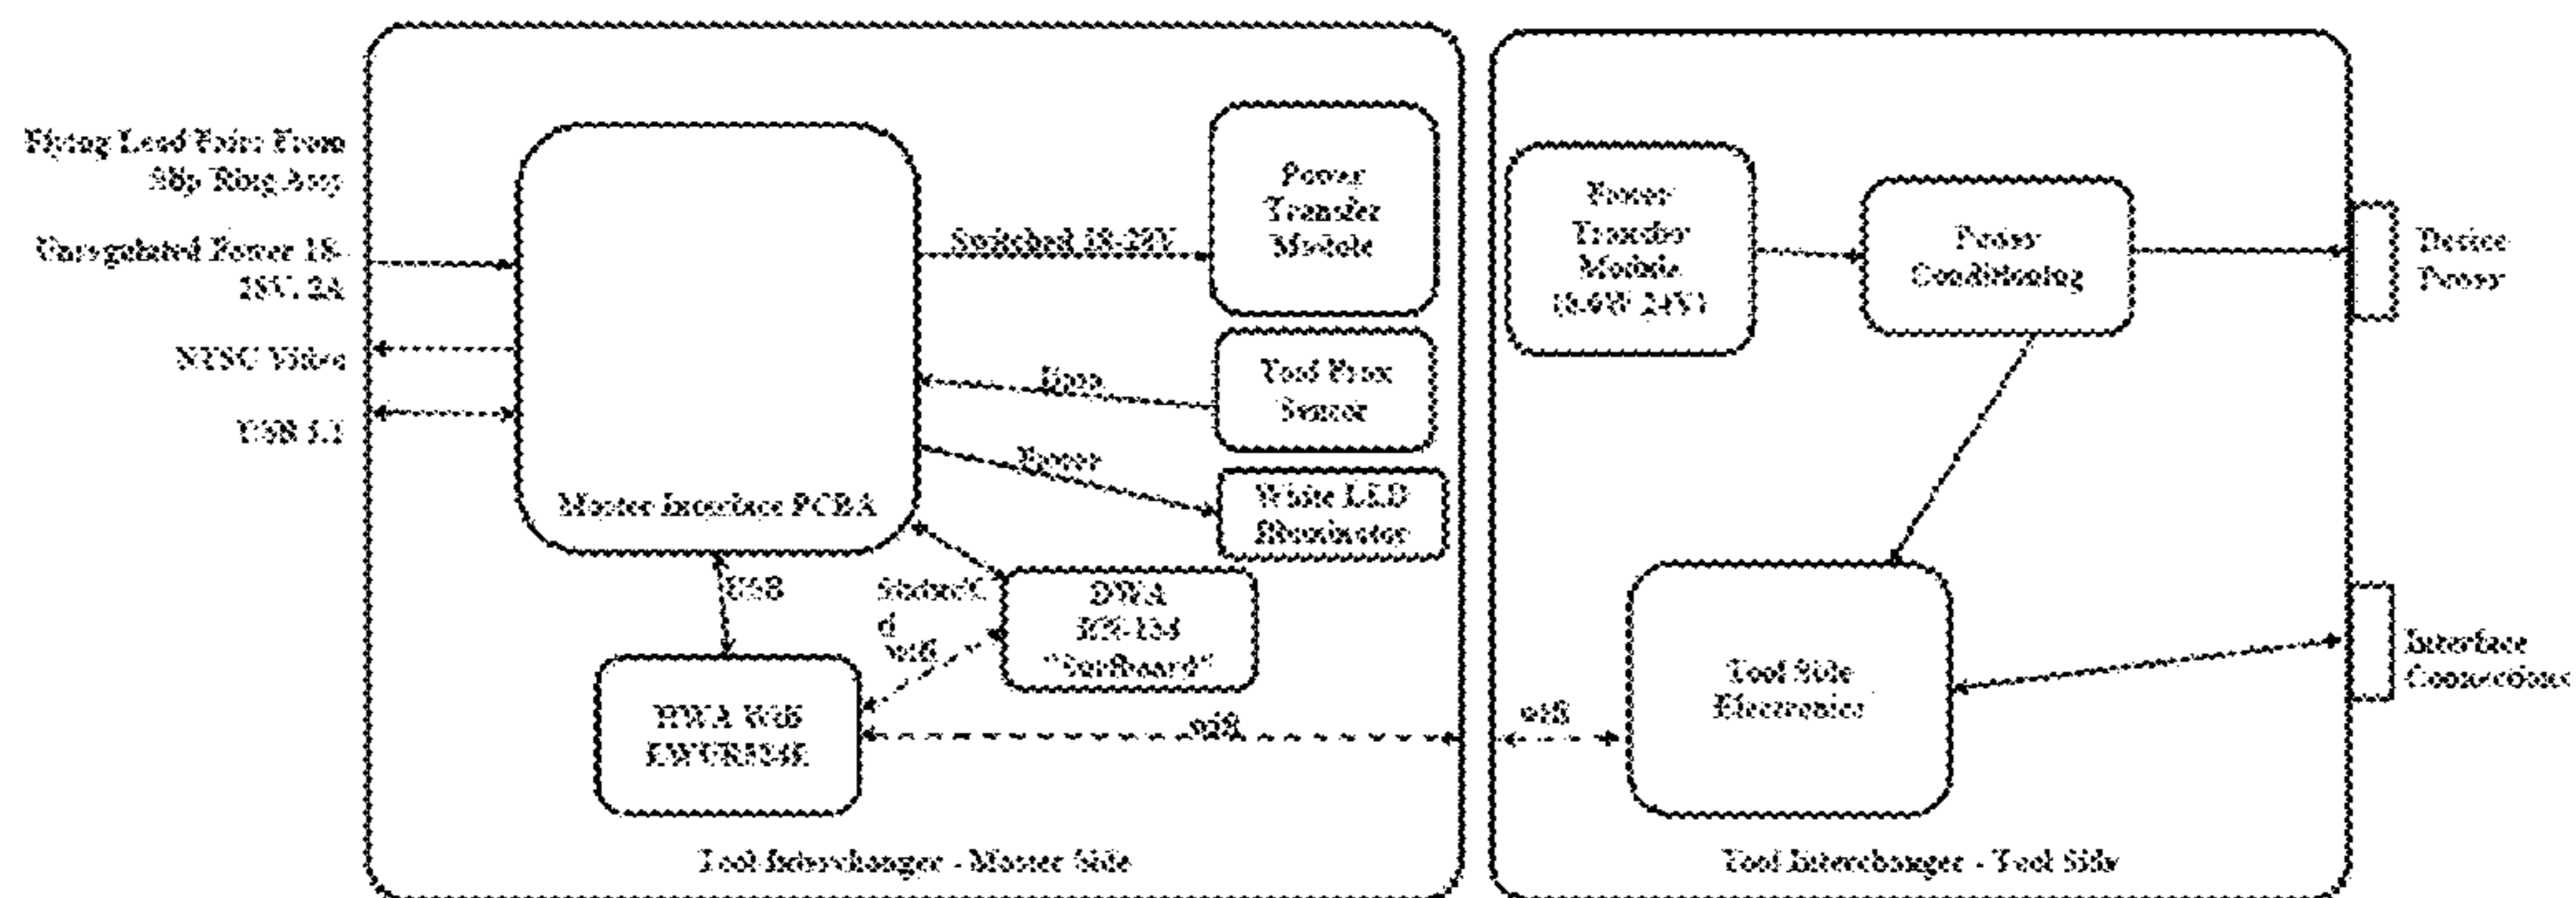 Flying Lead Pairs From
Slip Ring Assy
Unregulated Power 18-
28V, 2A
NTSC Video
USB 1.1
Master Interface PCBA
Switched 18-28V
Power
Transfer
Module
Tool Prox
Sensor
Power
White LED
Illuminator
USB
wifi
DWA
"Surfboard"
HWA Wifi
wifi
Tool Interchanger - Master Side
Power
Transfer
Module
Power
Conditioning
Device
Power
Tool Side
Electronics
wifi
Interface
Connections
Tool Interchanger - Tool Side